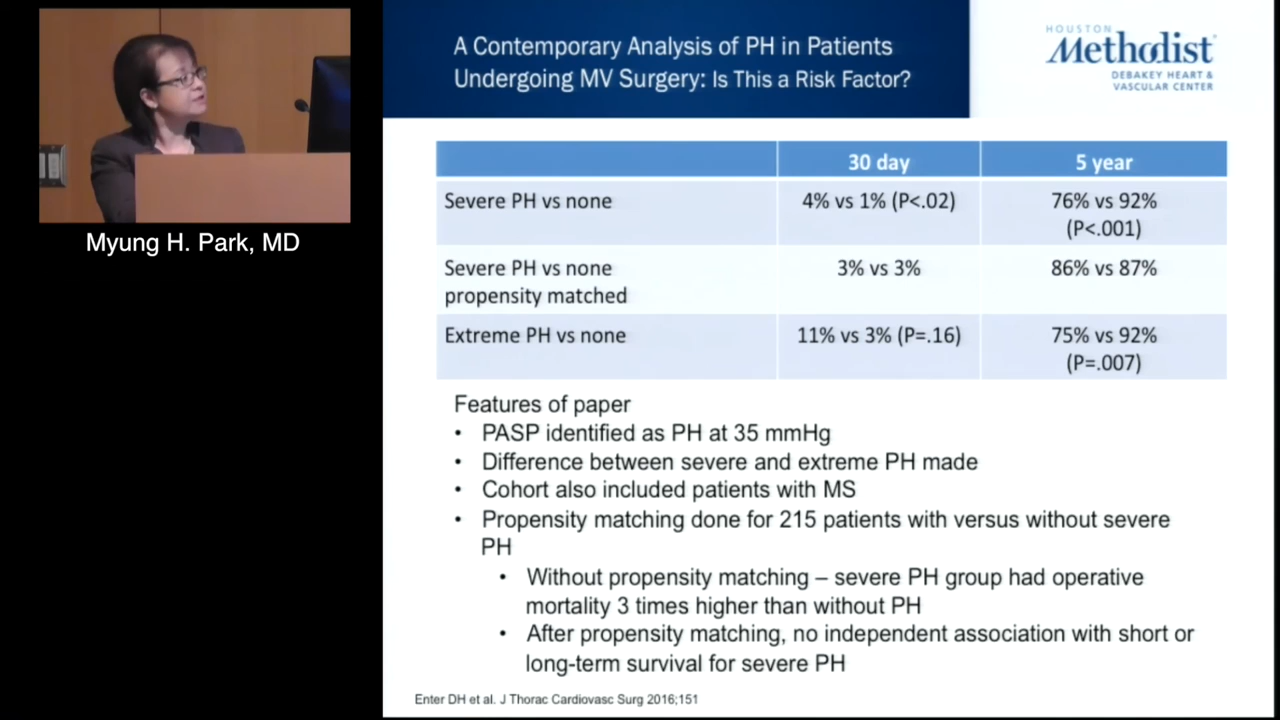 A Contemporary Analysis of PH in Patients
Undergoing MV Surgery: Is This a Risk Factor?
HOUSTON
Methodist
DEBAKEY HEART &
VASCULAR CENTER
Myung H. Park, MD
30 day
5 year
Severe PH vs none
4% vs 1% (P<.02)
76% vs 92%
(P<.001)
Severe PH vs none
propensity matched
3% vs 3%
86% vs 87%
Extreme PH vs none
11% vs 3% (P=.16)
75% vs 92%
(P=.007)
Features of paper
• PASP identified as PH at 35 mmHg
• Difference between severe and extreme PH made
• Cohort also included patients with MS
• Propensity matching done for 215 patients with versus without severe
PH
• Without propensity matching – severe PH group had operative
mortality 3 times higher than without PH
• After propensity matching, no independent association with short or
long-term survival for severe PH
Enter DH et al. J Thorac Cardiovasc Surg 2016;151